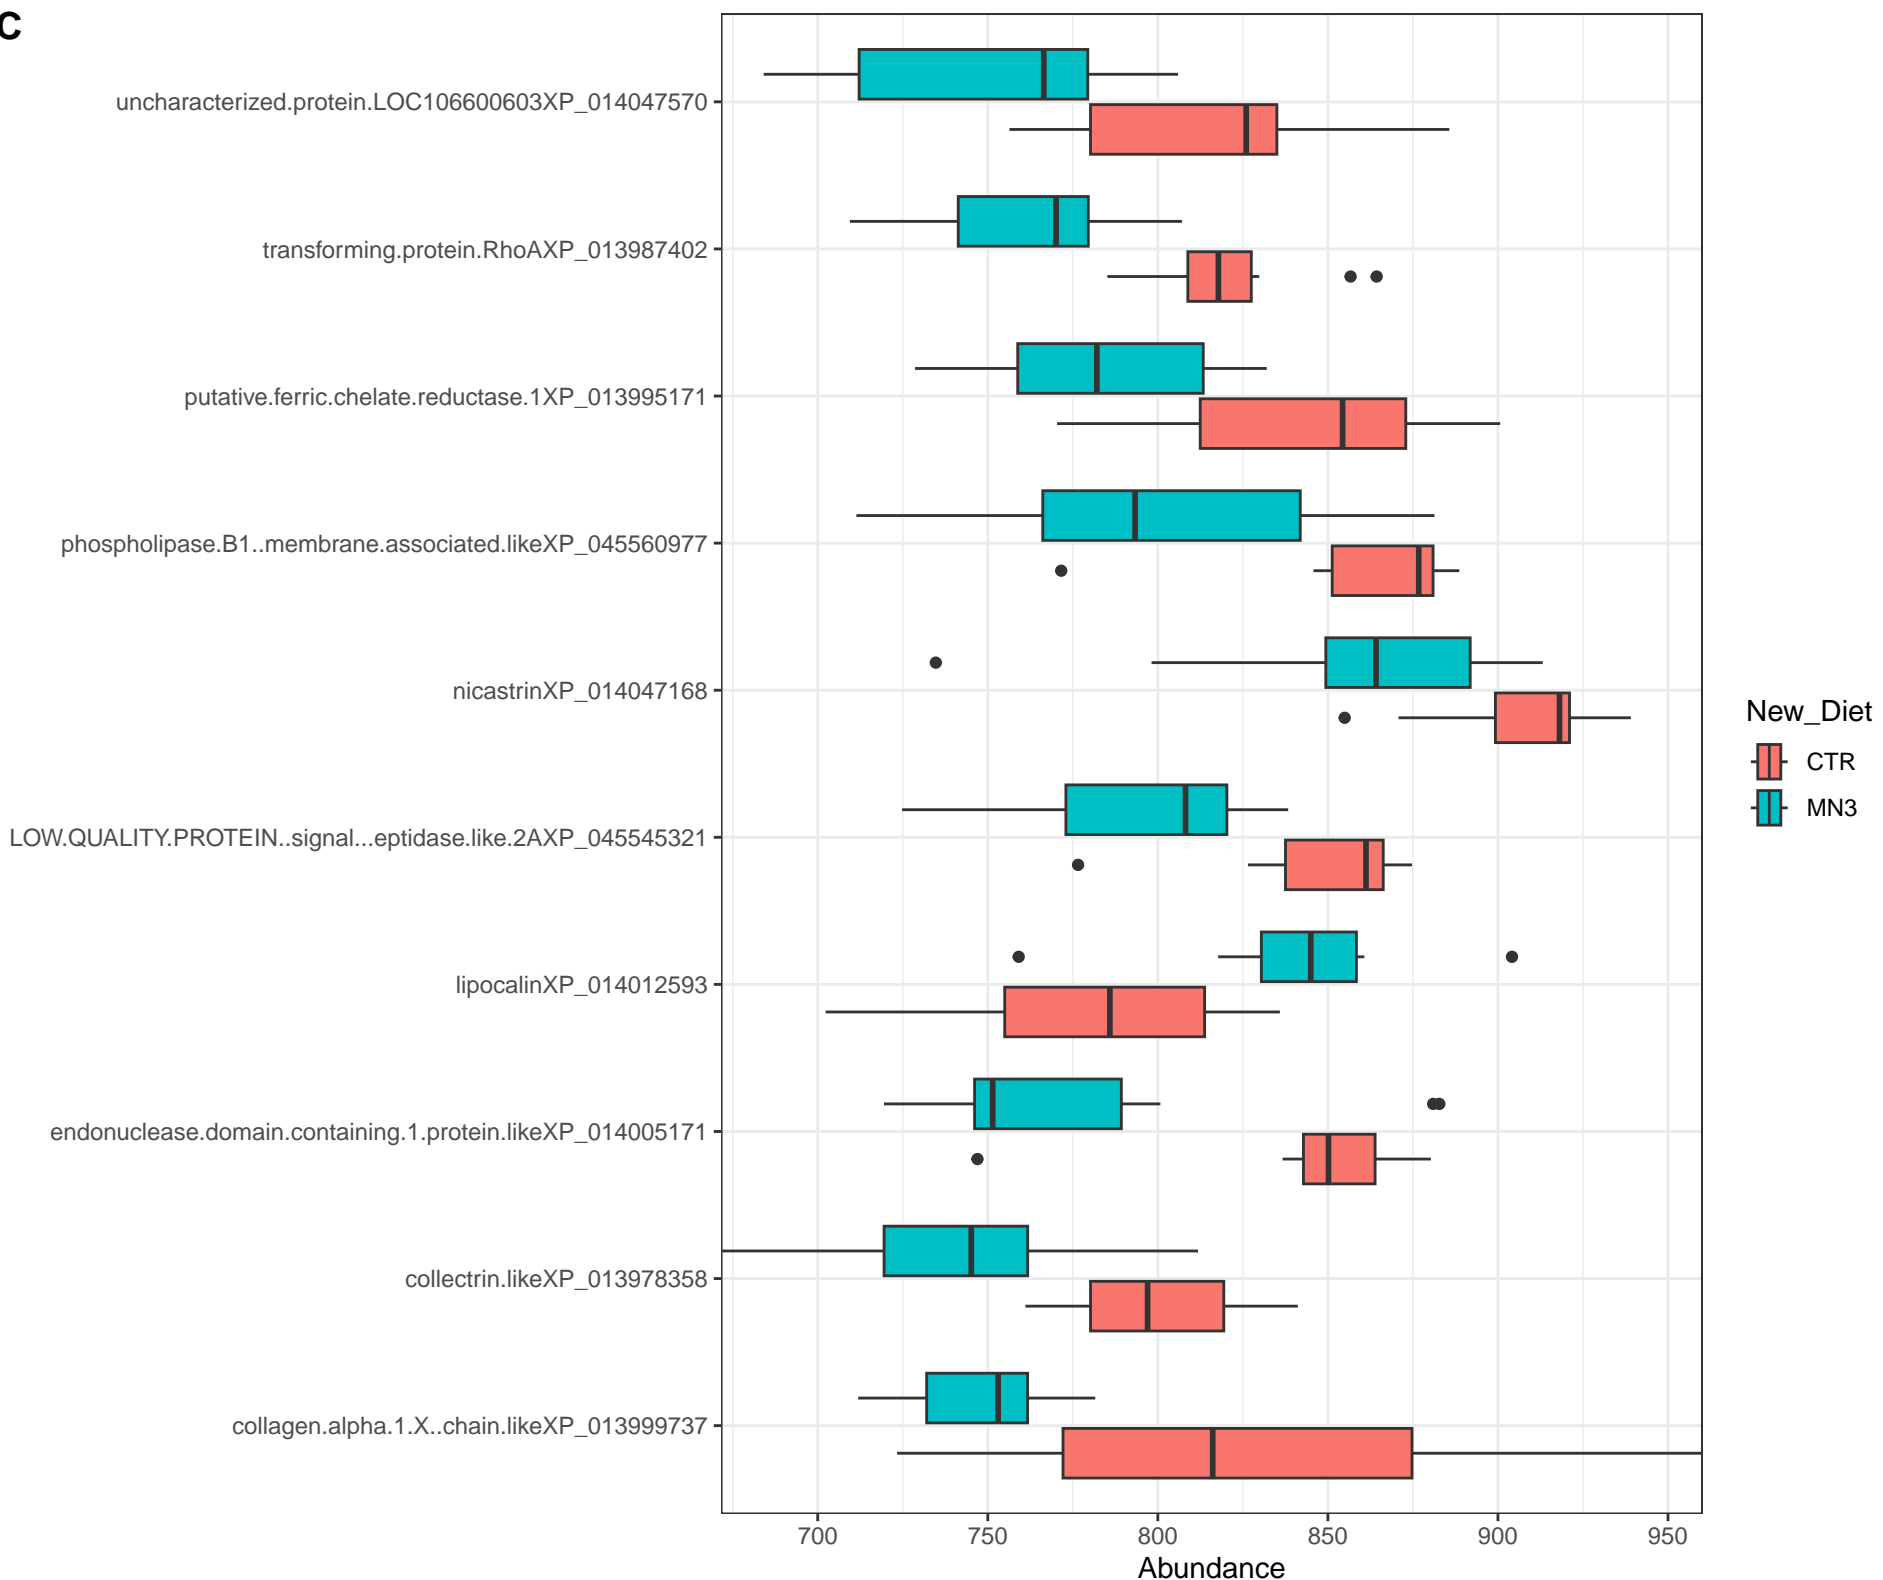 C
uncharacterized.protein.LOC106600603XP_014047570
transforming.protein.RhoAXP_013987402
putative.ferric.chelate.reductase.1XP_013995171
phospholipase.B1..membrane.associated.likeXP_045560977
nicastrinXP_014047168
LOW.QUALITY.PROTEIN..signal...eptidase.like.2AXP_045545321
lipocalinXP_014012593
endonuclease.domain.containing.1.protein.likeXP_014005171
collectrin.likeXP_013978358
collagen.alpha.1.X..chain.likeXP_013999737
700 750 800 850 900 950
Abundance
New_Diet
CTR
MN3